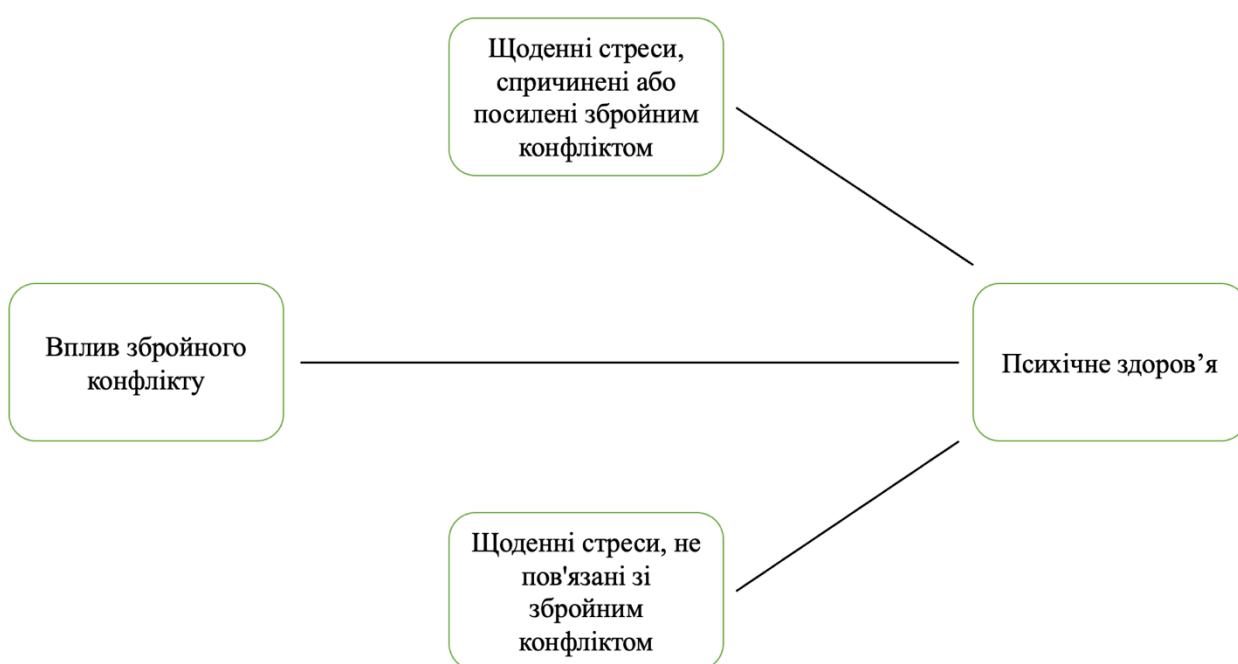 Щоденні стреси,
спричинені або
посилені збройним
конфліктом
Вплив збройного
конфлікту
Психічне здоров’я
Щоденні стреси, не
пов'язані зі
збройним
конфліктом